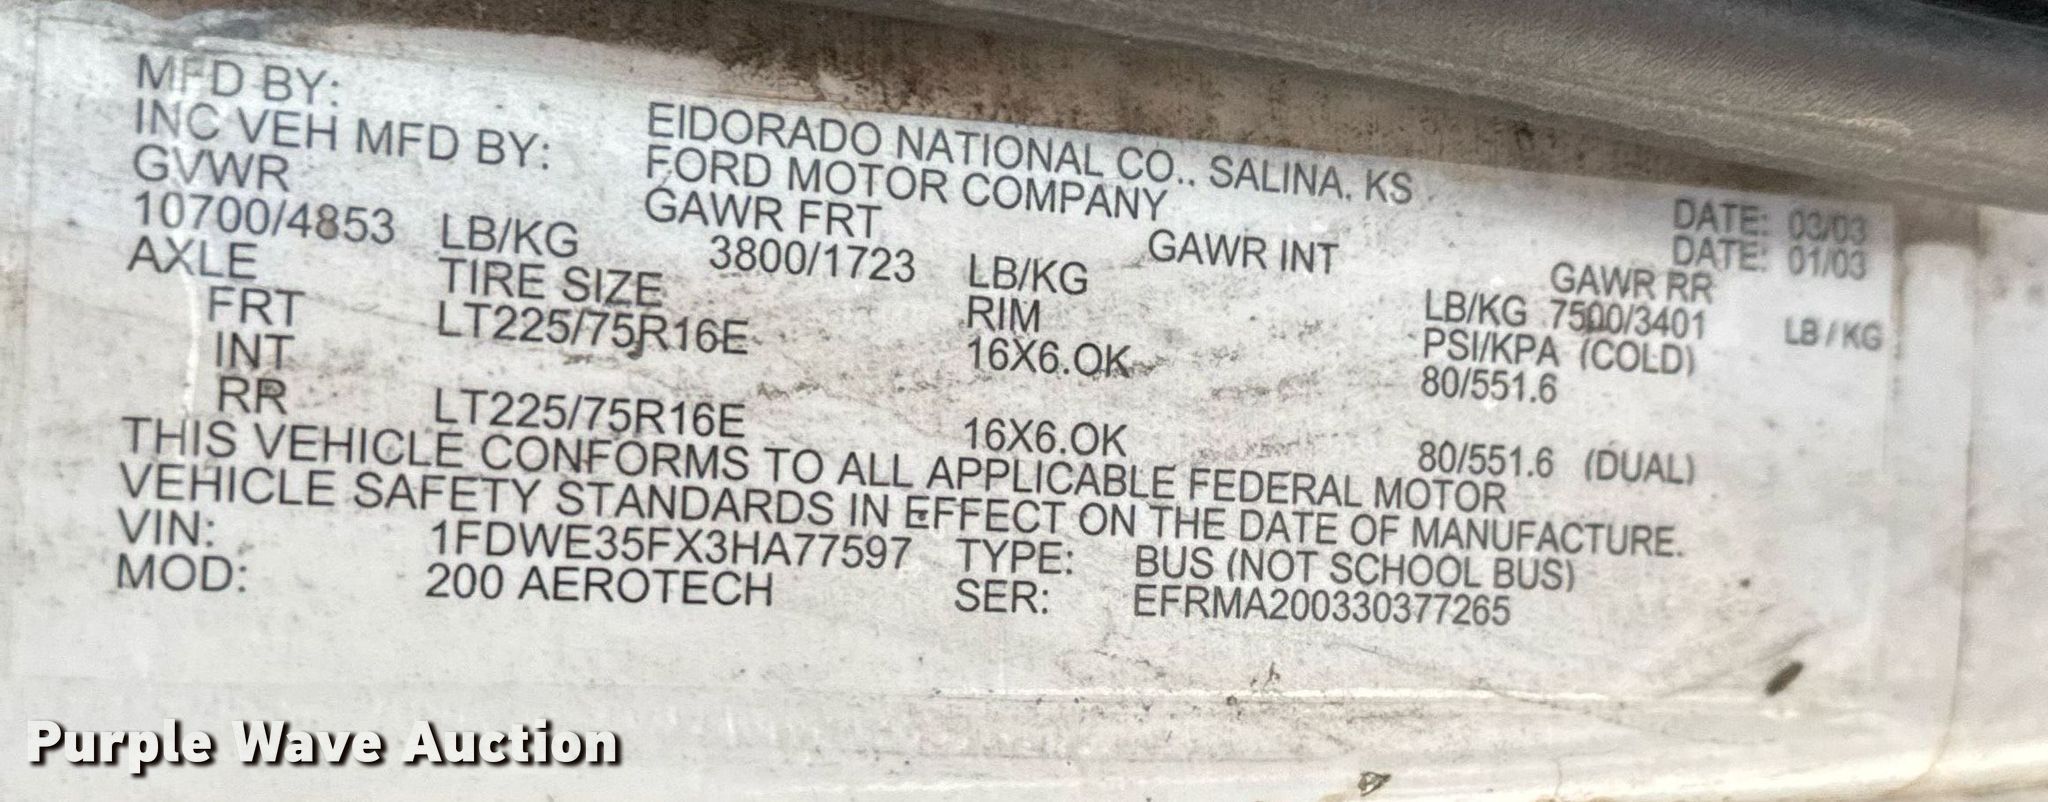 MFD BY: EIDORADO NATIONAL CO., SALINA. KS DATE: 03/03
INC VEH MFD BY: FORD MOTOR COMPANY DATE: 01/03
GVWR GAWR FRT GAWR INT GAWR RR
10700/4853 LB/KG 3800/1723 LB/KG LB/KG 7500/3401 LB/KG
AXLE TIRE SIZE RIM PSI/KPA (COLD)
FRT LT225/75R16E 16X6.OK 80/551.6
INT
RR LT225/75R16E 16X6.OK 80/551.6 (DUAL)
THIS VEHICLE CONFORMS TO ALL APPLICABLE FEDERAL MOTOR
VEHICLE SAFETY STANDARDS IN EFFECT ON THE DATE OF MANUFACTURE.
VIN: 1FDWE35FX3HA77597 TYPE: BUS (NOT SCHOOL BUS)
MOD: 200 AEROTECH SER: EFRMA200330377265
Purple Wave Auction